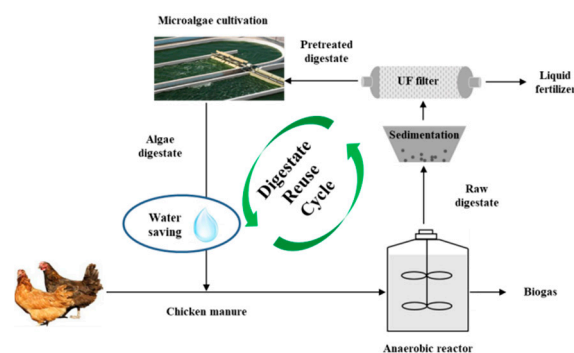 Microalgae cultivation
Pretreated
digestate
UF filter
Liquid
fertilizer
Algae
digestate
Sedimentation
Digestate
Reuse
Cycle
Raw
digestate
Water
saving
Chicken manure
Biogas
Anaerobic reactor